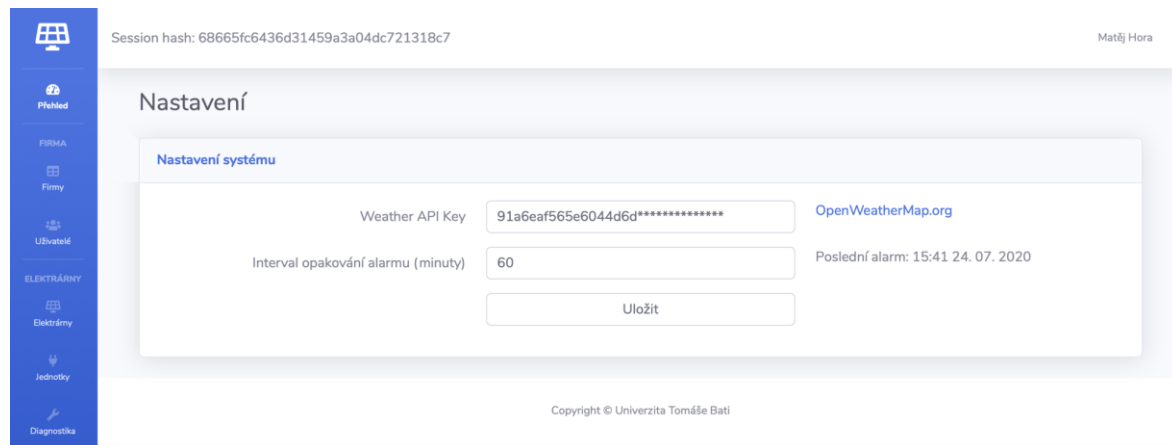 Session hash: 68665fc6436d31459a3a04dc721318c7
Matěj Hora
Přehled
FIRMA
Firmy
Uživatelé
ELEKTRÁRNY
Elektrárny
Jednotky
Diagnostika
Nastavení
Nastavení systému
Weather API Key
91a6eaf565e6044d6d**************
OpenWeatherMap.org
Interval opakování alarmu (minuty)
60
Poslední alarm: 15:41 24. 07. 2020
Uložit
Copyright © Univerzita Tomáše Bati